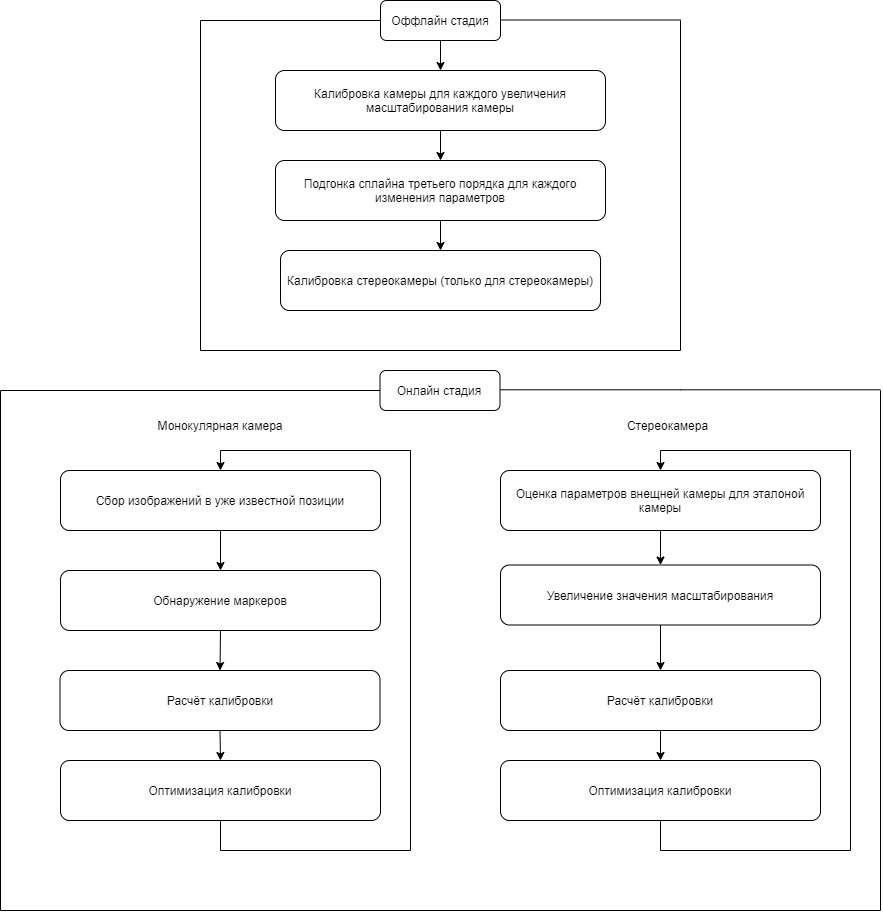 Оффлайн стадия
Калибровка камеры для каждого увеличения
масштабирования камеры
Подгонка сплайна третьего порядка для каждого
изменения параметров
Калибровка стереокамеры (только для стереокамеры)
Онлайн стадия
Монокулярная камера
Сбор изображений в уже известной позиции
Обнаружение маркеров
Расчёт калибровки
Оптимизация калибровки
Стереокамера
Оценка параметров внещней камеры для эталоной
камеры
Увеличение значения масштабирования
Расчёт калибровки
Оптимизация калибровки